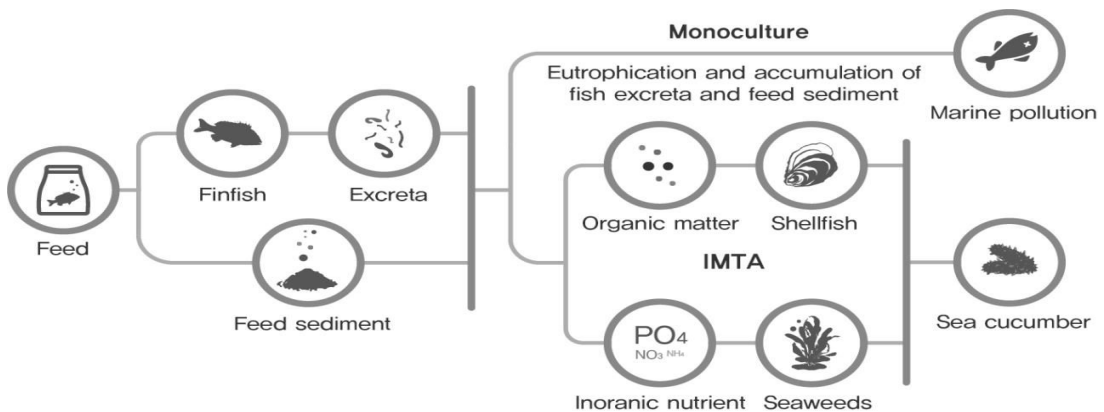 Monoculture
Eutrophication and accumulation of
fish excreta and feed sediment
Marine pollution
Finfish
Excreta
Feed
Feed sediment
Organic matter
Shellfish
IMTA
PO4
NO3 NH4
Inoranic nutrient
Seaweeds
Sea cucumber